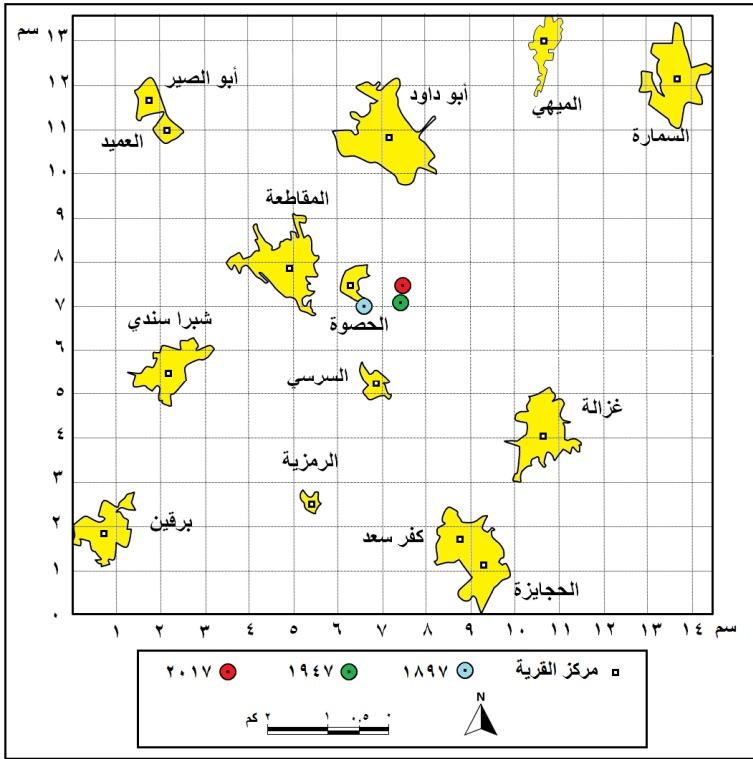 سم
١٣
١٢
١١
١٠
٩
٨
٧
٦
٥
٤
٣
٢
١
٠
أبو الصير
العميد
أبو داود
الميهي
السمارة
المقاطعة
الحصوة
شبرا سندي
السرسي
غزالة
الرمزية
برقين
كفر سعد
الحجايزة
١ ٢ ٣ ٤ ٥ ٦ ٧ ٨ ٩ ١٠ ١١ ١٢ ١٣ ١٤ سم
مركز القرية ١٨٩٧ ١٩٤٧ ٢٠١٧
N
كم ٢ ١ ٠,٥ ٠